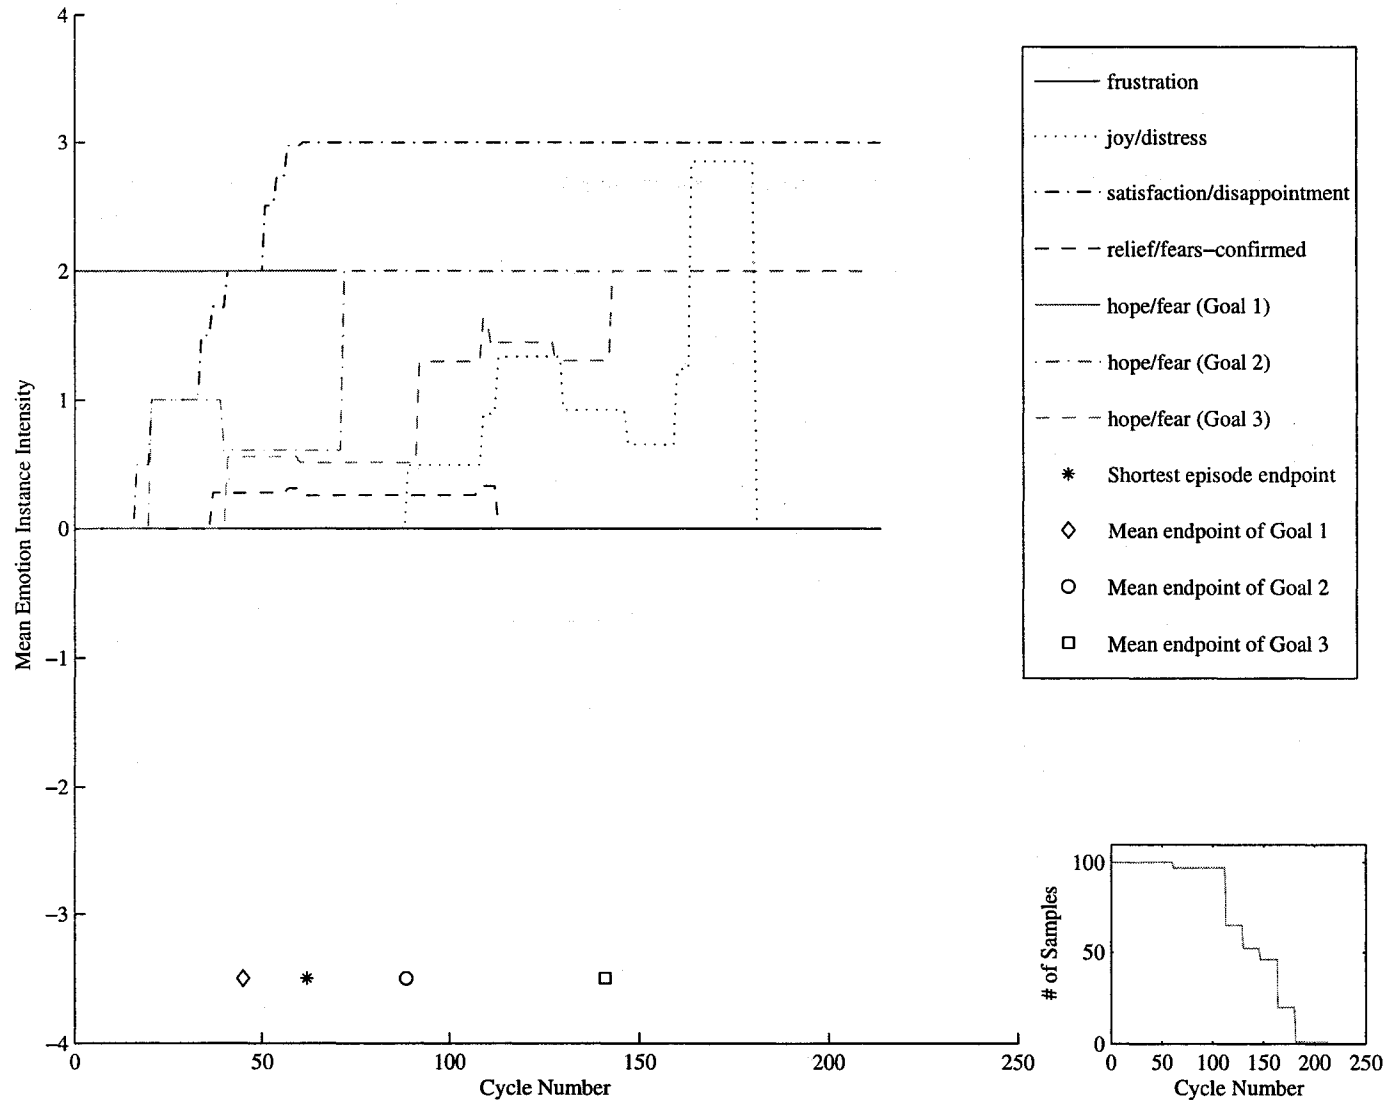 4
3
2
1
0
−1
−2
−3
−4
Mean Emotion Instance Intensity
0
50
100
150
200
250
Cycle Number
frustration
joy/distress
satisfaction/disappointment
relief/fears−confirmed
hope/fear (Goal 1)
hope/fear (Goal 2)
hope/fear (Goal 3)
Shortest episode endpoint
Mean endpoint of Goal 1
Mean endpoint of Goal 2
Mean endpoint of Goal 3
100
50
0
# of Samples
0
50
100
150
200
250
Cycle Number